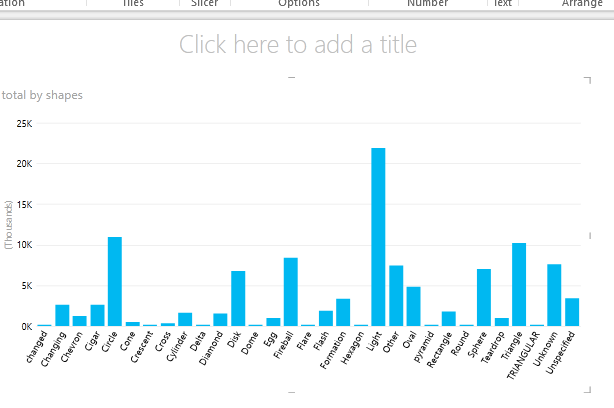 ation Tiles Slicer Options Number Text Arrange
Click here to add a title
total by shapes
(Thousands)
25K
20K
15K
10K
5K
0K
changed Changing Chevron Cigar Circle Cone Crescent Cross Cylinder Delta Diamond Disk Dome Egg Fireball Flare Flash Formation Hexagon Light Other Oval pyramid Rectangle Round Sphere Teardrop Triangle TRIANGULAR Unknown Unspecified